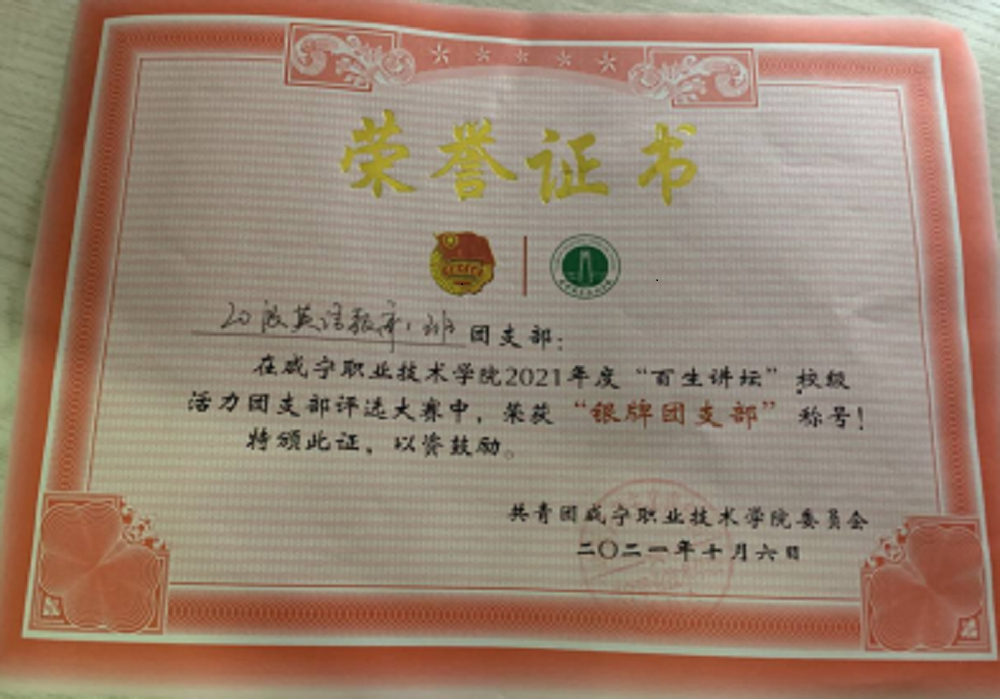 荣誉证书
20级英语教育1班团支部：
在咸宁职业技术学院2021年度“百生讲坛”校级
活力团支部评选大赛中，荣获“银牌团支部”称号！
特颁此证，以资鼓励。
共青团咸宁职业技术学院委员会
二〇二一年十月六日